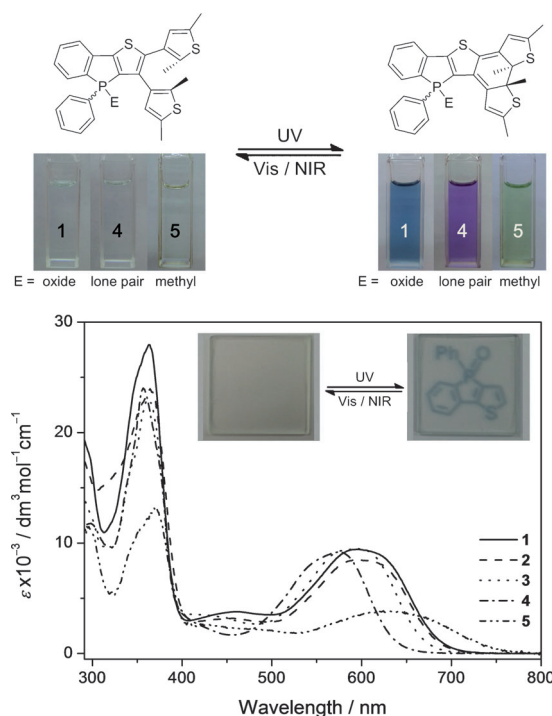 S S S P E
S S S P E
UV
Vis / NIR
1 4 5
1 4 5
E = oxide lone pair methyl
E = oxide lone pair methyl
30
20
10
0
ε x10⁻³ / dm³mol⁻¹cm⁻¹
UV
Vis / NIR
Ph O
P
S
1
2
3
4
5
300 400 500 600 700 800
Wavelength / nm